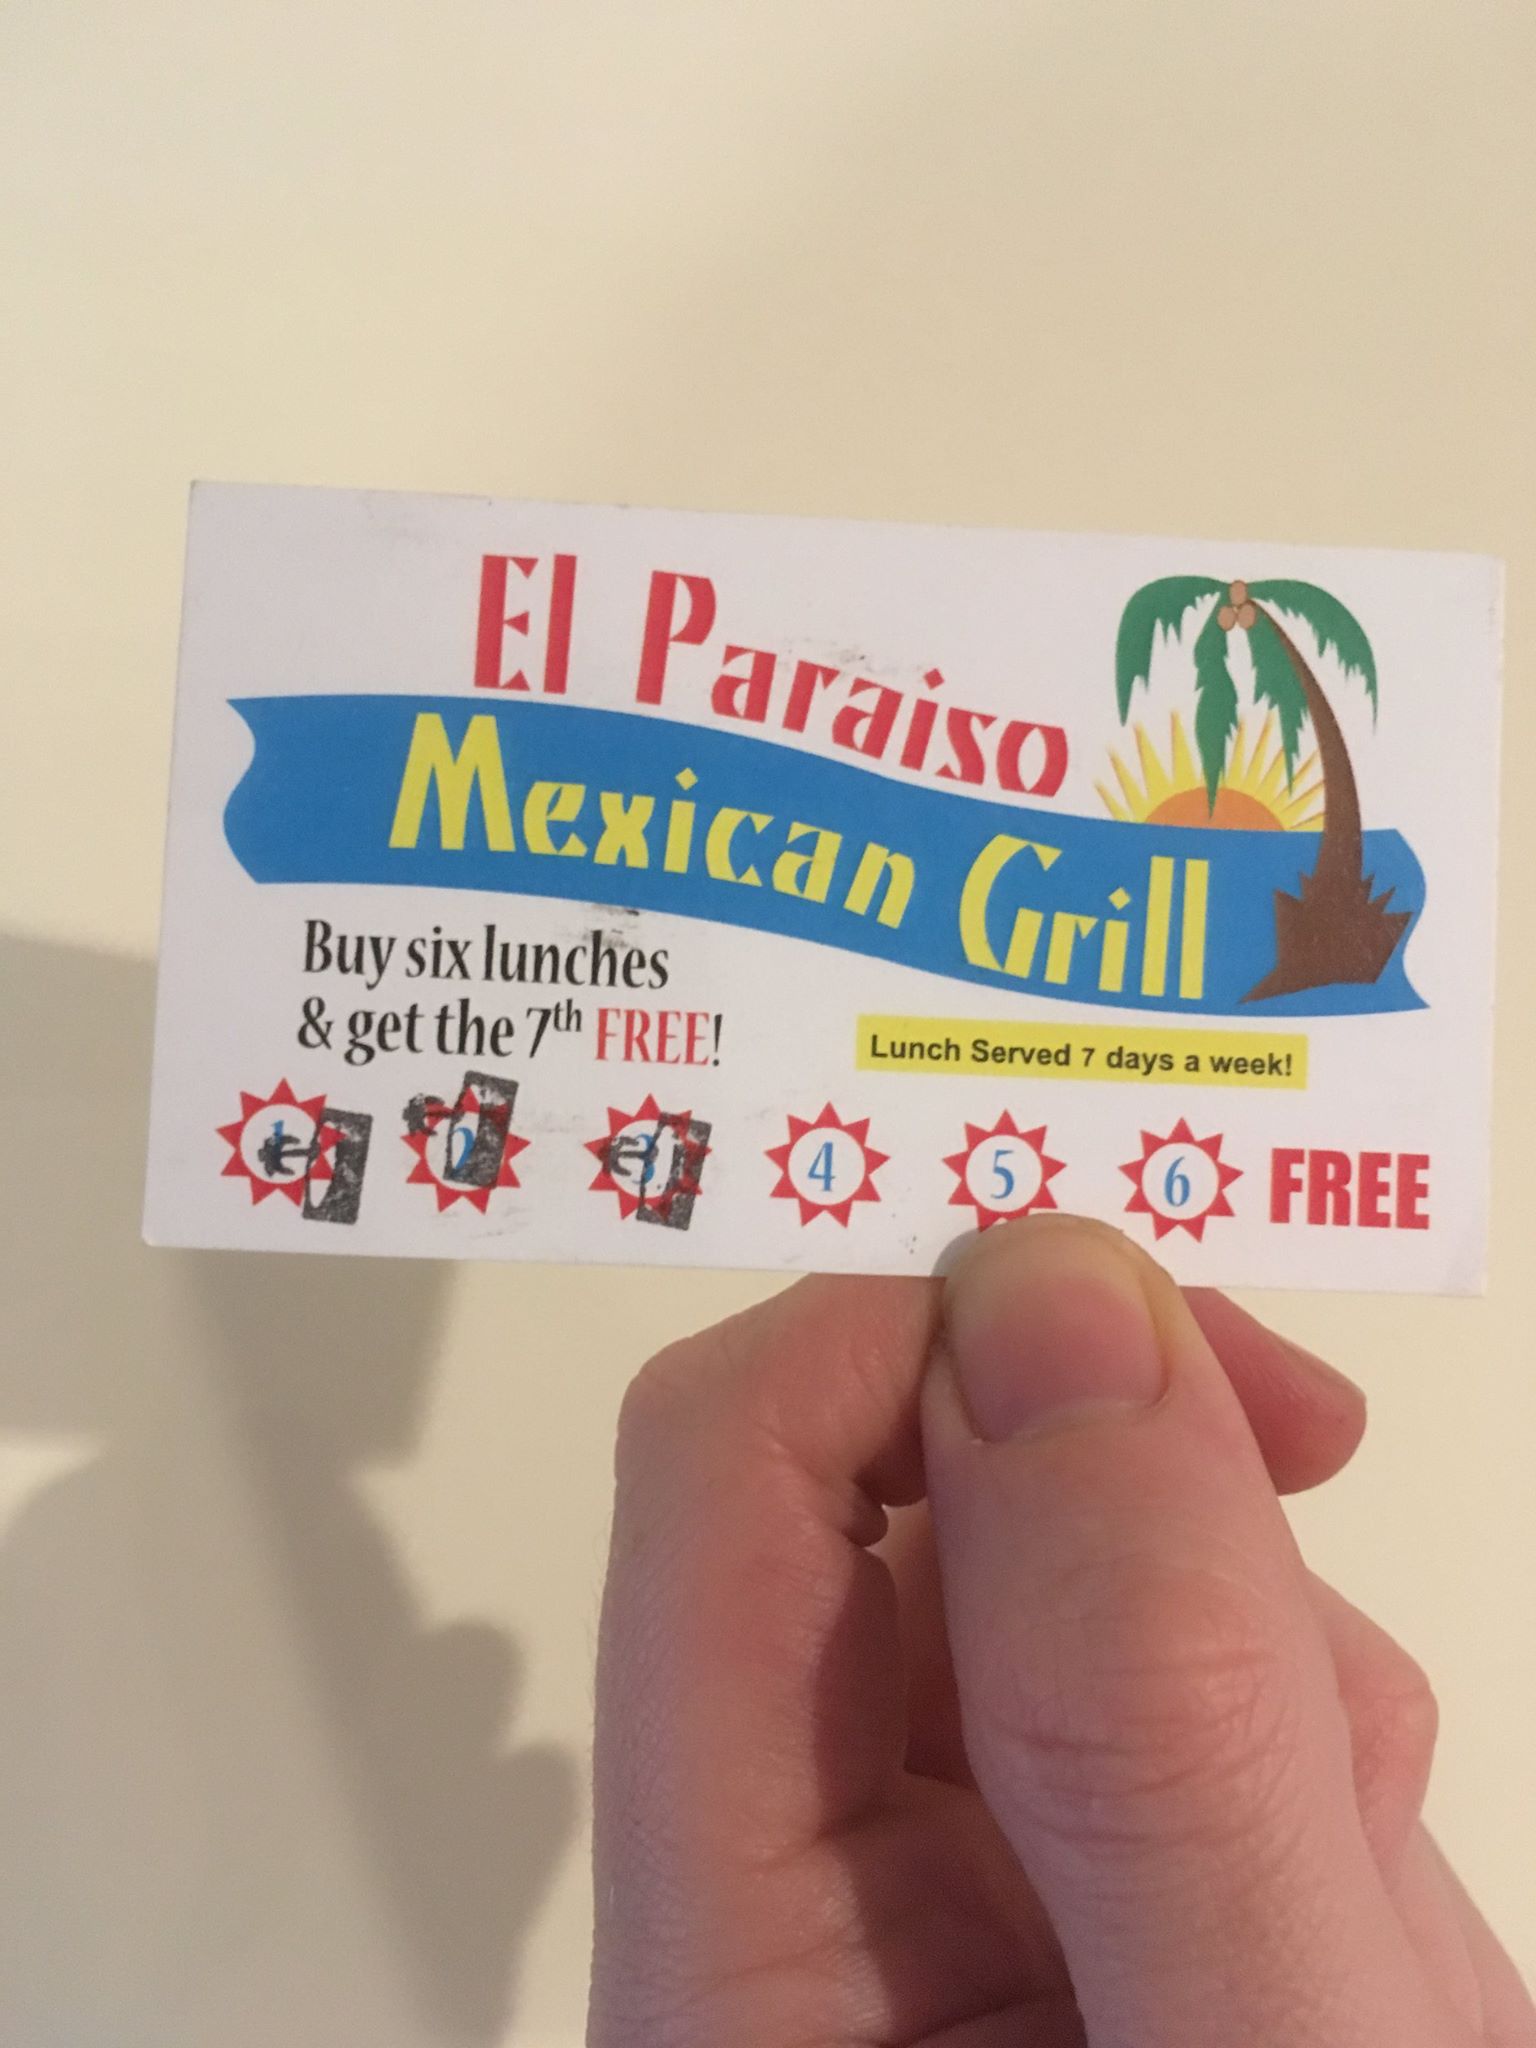 El Paraiso
Mexican Grill
Buy six lunches
& get the 7th FREE!
Lunch Served 7 days a week!
1 2 3 4 5 6 FREE